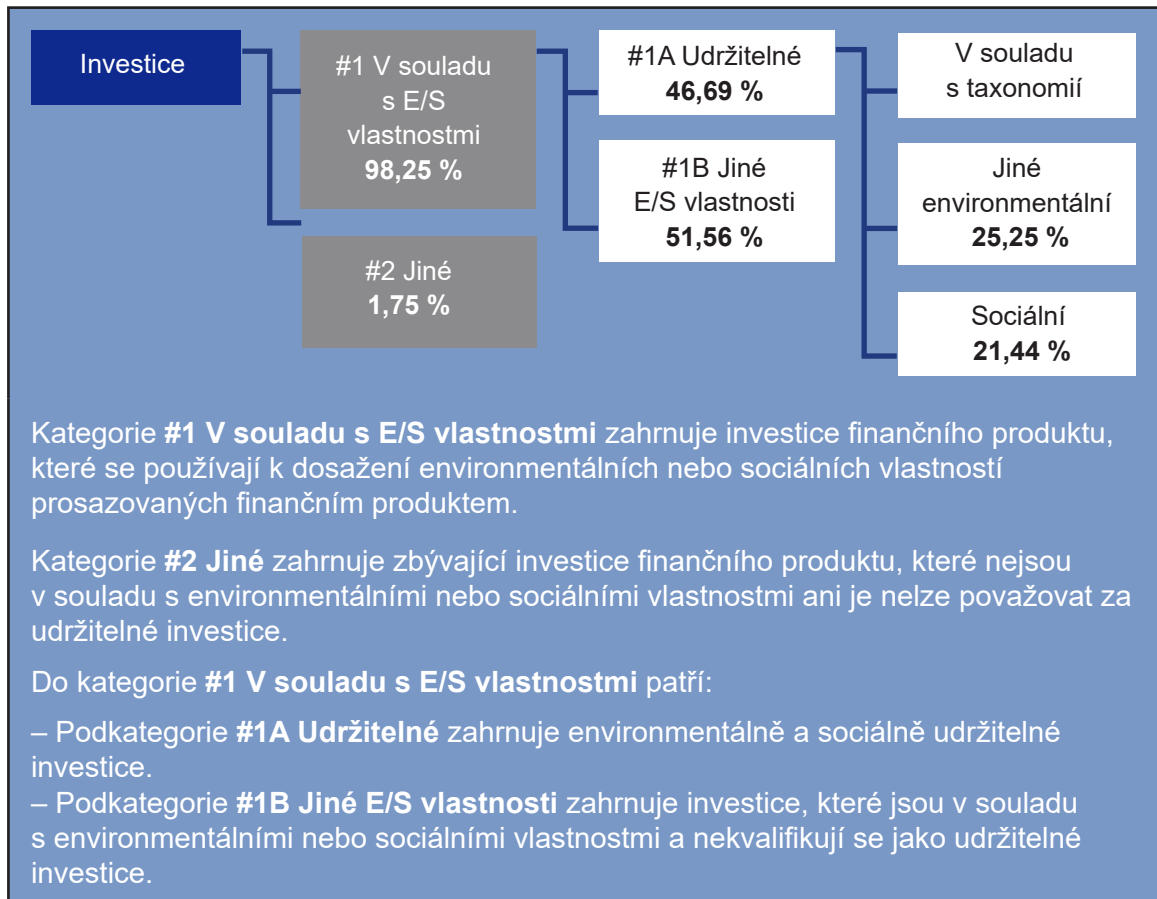 Investice
#1 V souladu
s E/S
vlastnostmi
98,25 %
#2 Jiné
1,75 %
#1A Udržitelné
46,69 %
#1B Jiné
E/S vlastnosti
51,56 %
V souladu
s taxonomií
Jiné
environmentální
25,25 %
Sociální
21,44 %
Kategorie #1 V souladu s E/S vlastnostmi zahrnuje investice finančního produktu,
které se používají k dosažení environmentálních nebo sociálních vlastností
prosazovaných finančním produktem.
Kategorie #2 Jiné zahrnuje zbývající investice finančního produktu, které nejsou
v souladu s environmentálními nebo sociálními vlastnostmi ani je nelze považovat za
udržitelné investice.
Do kategorie #1 V souladu s E/S vlastnostmi patří:
– Podkategorie #1A Udržitelné zahrnuje environmentálně a sociálně udržitelné
investice.
– Podkategorie #1B Jiné E/S vlastnosti zahrnuje investice, které jsou v souladu
s environmentálními nebo sociálními vlastnostmi a nekvalifikují se jako udržitelné
investice.